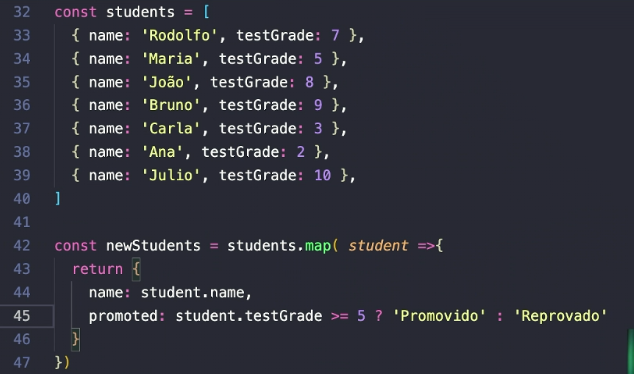 32 const students = [
33 { name: 'Rodolfo', testGrade: 7 },
34 { name: 'Maria', testGrade: 5 },
35 { name: 'João', testGrade: 8 },
36 { name: 'Bruno', testGrade: 9 },
37 { name: 'Carla', testGrade: 3 },
38 { name: 'Ana', testGrade: 2 },
39 { name: 'Julio', testGrade: 10 },
40 ]
41
42 const newStudents = students.map( student =>{
43 return {
44 name: student.name,
45 promoted: student.testGrade >= 5 ? 'Promovido' : 'Reprovado'
46 }
47 })